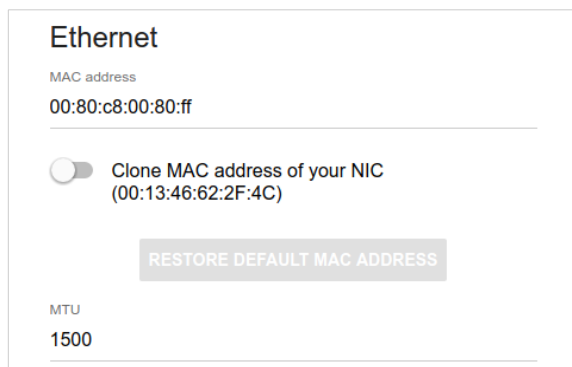 Ethernet
MAC address
00:80:c8:00:80:ff
Clone MAC address of your NIC
(00:13:46:62:2F:4C)
RESTORE DEFAULT MAC ADDRESS
MTU
1500